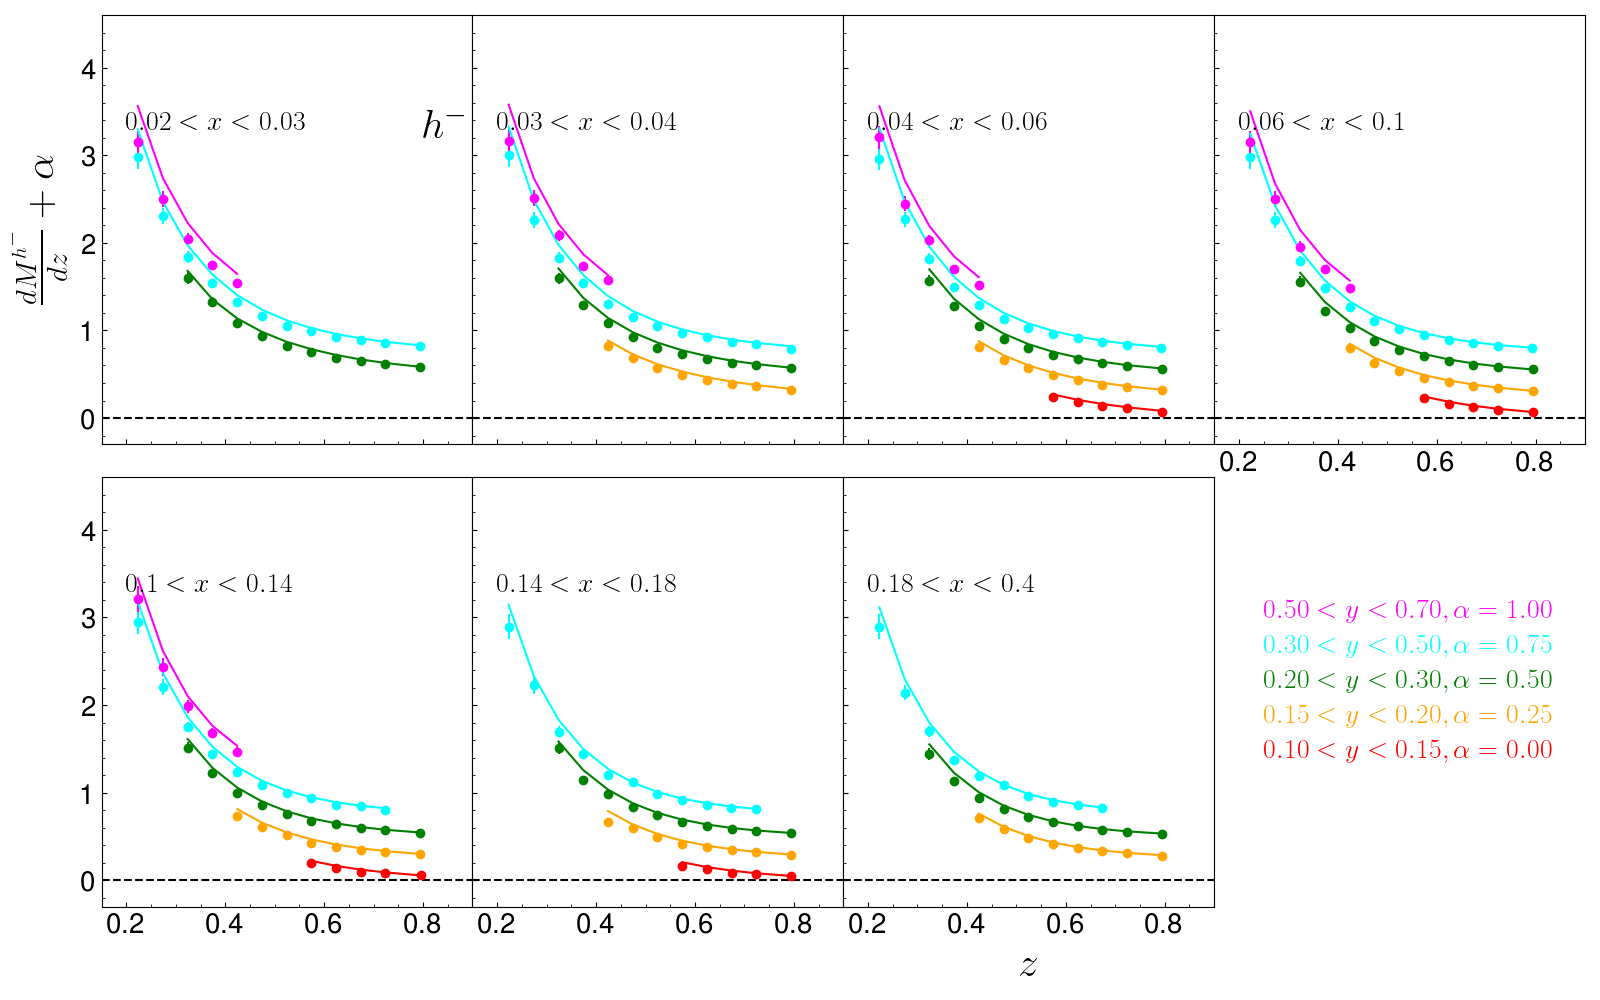 dM^{h^-}/dz + α
4
3
2
1
0
0.02 < x < 0.03
h^-
0.03 < x < 0.04
0.04 < x < 0.06
0.06 < x < 0.1
0.2 0.4 0.6 0.8
4
3
2
1
0
0.1 < x < 0.14
0.14 < x < 0.18
0.18 < x < 0.4
0.50 < y < 0.70, α = 1.00
0.30 < y < 0.50, α = 0.75
0.20 < y < 0.30, α = 0.50
0.15 < y < 0.20, α = 0.25
0.10 < y < 0.15, α = 0.00
0.2 0.4 0.6 0.8
0.2 0.4 0.6 0.8
0.2 0.4 0.6 0.8
z